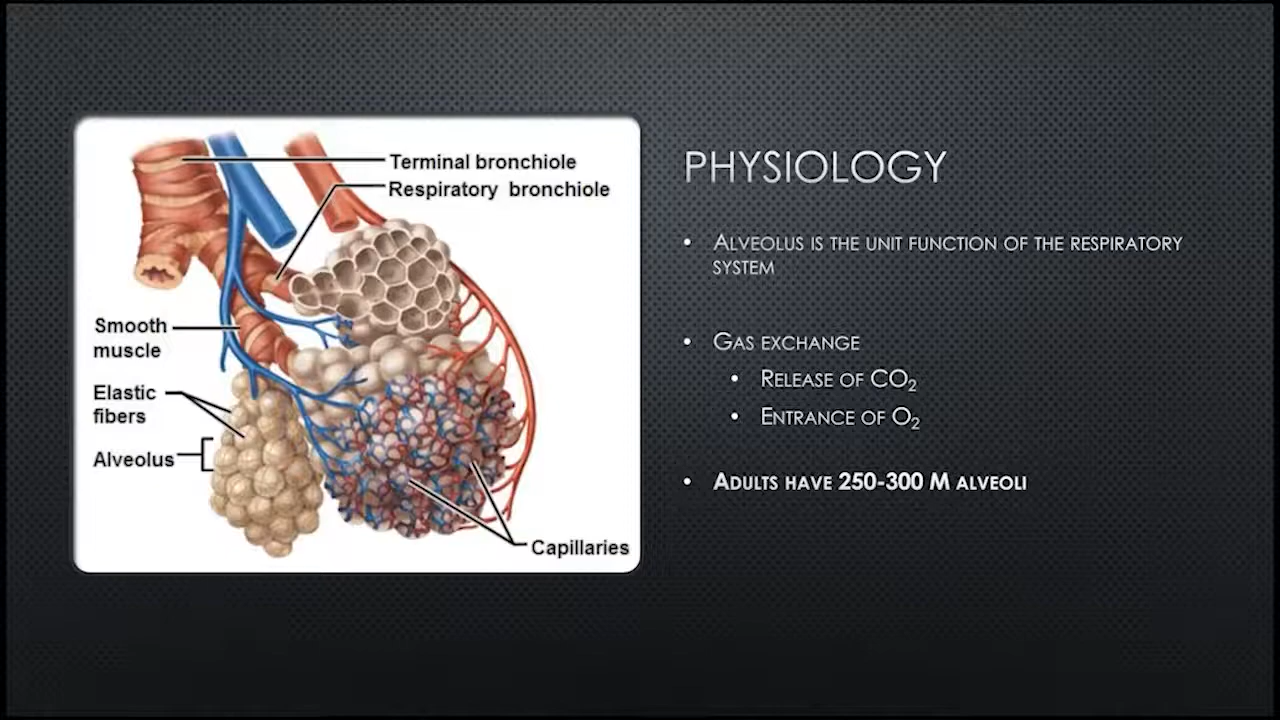 Terminal bronchiole
Respiratory bronchiole
Smooth
muscle
Elastic
fibers
Alveolus
Capillaries
PHYSIOLOGY
• ALVEOLUS IS THE UNIT FUNCTION OF THE RESPIRATORY
SYSTEM
• GAS EXCHANGE
• RELEASE OF CO₂
• ENTRANCE OF O₂
• ADULTS HAVE 250-300 M ALVEOLI